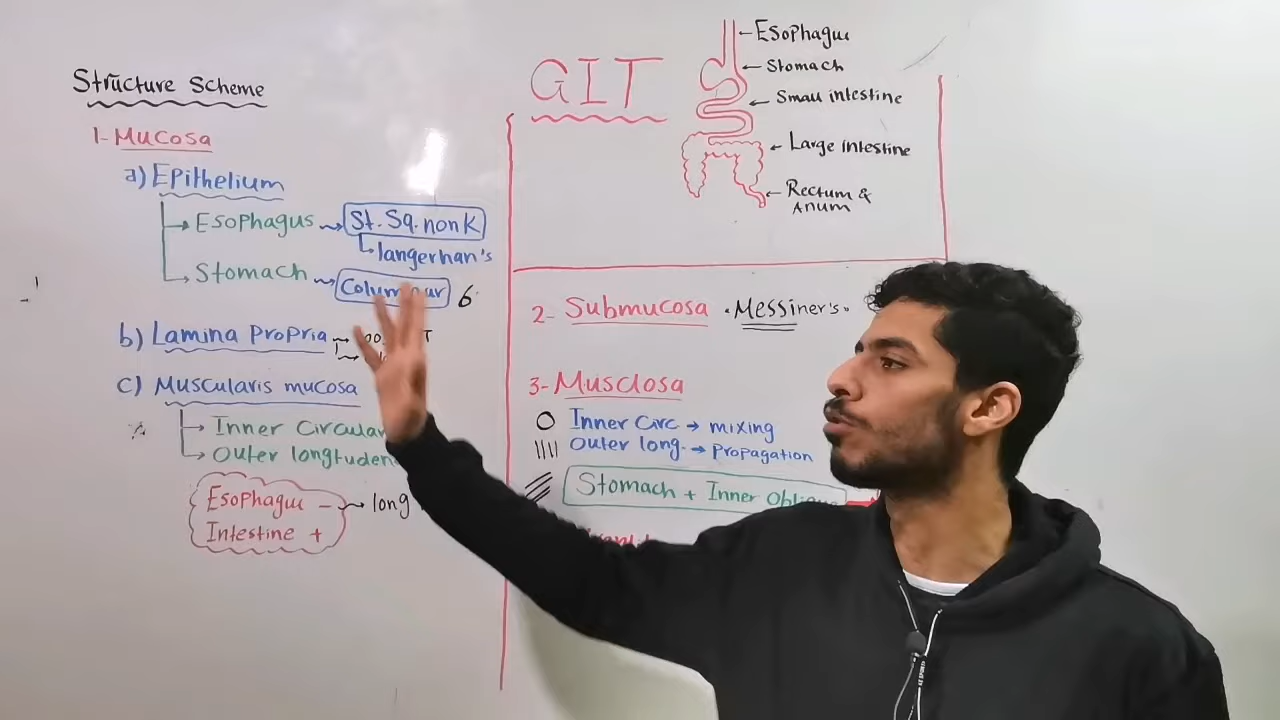 Structure Scheme
1- Mucosa
a) Epithelium
Esophagus
St. Sq. non K
langerhan's
Stomach
Columnar
6
b) Lamina Propria
C) Muscularis mucosa
Inner Circular
Outer longtuden
Esophagus -
long
Intestine +
GIT
Esophagus
Stomach
Small intestine
Large intestine
Rectum &
Anum
2- Submucosa "Messiner's"
3- Musclosa
Inner Circ → mixing
Outer long. → Propagation
Stomach + Inner Oblique